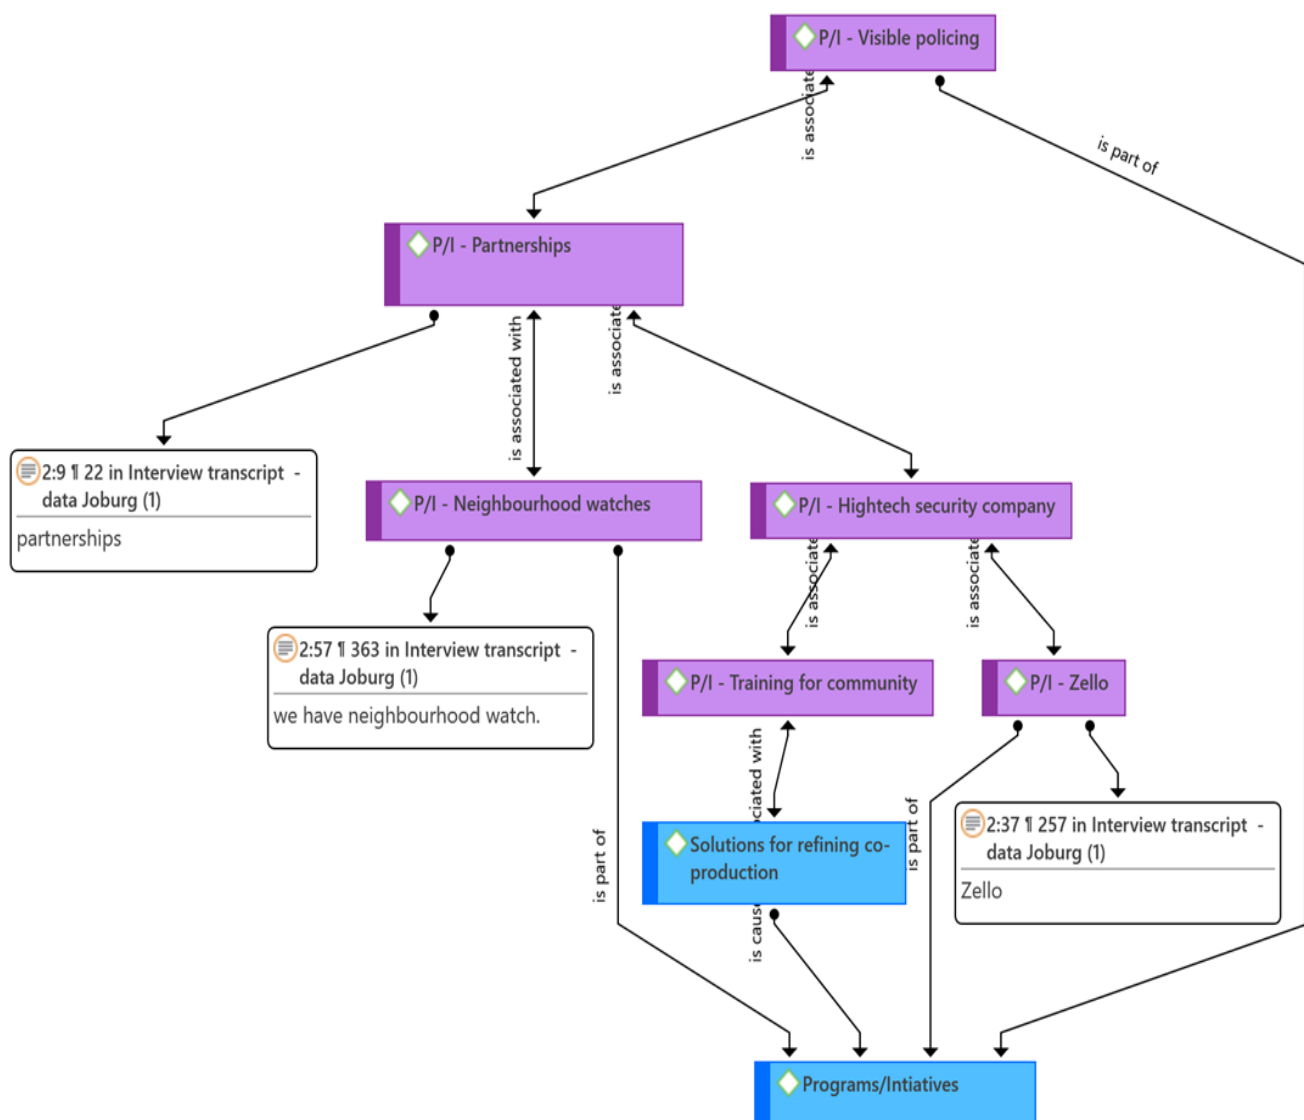 P/I - Visible policing
is associate
is part of
P/I - Partnerships
is associated with
is associate
2:9 ¶ 22 in Interview transcript -
data Joburg (1)
partnerships
P/I - Neighbourhood watches
P/I - Hightech security company
is associate
is associate
2:57 ¶ 363 in Interview transcript -
data Joburg (1)
we have neighbourhood watch.
P/I - Training for community
P/I - Zello
ciated with
Solutions for refining co-
production
is part of
is part of
2:37 ¶ 257 in Interview transcript -
data Joburg (1)
Zello
is caus
Programs/Intiatives